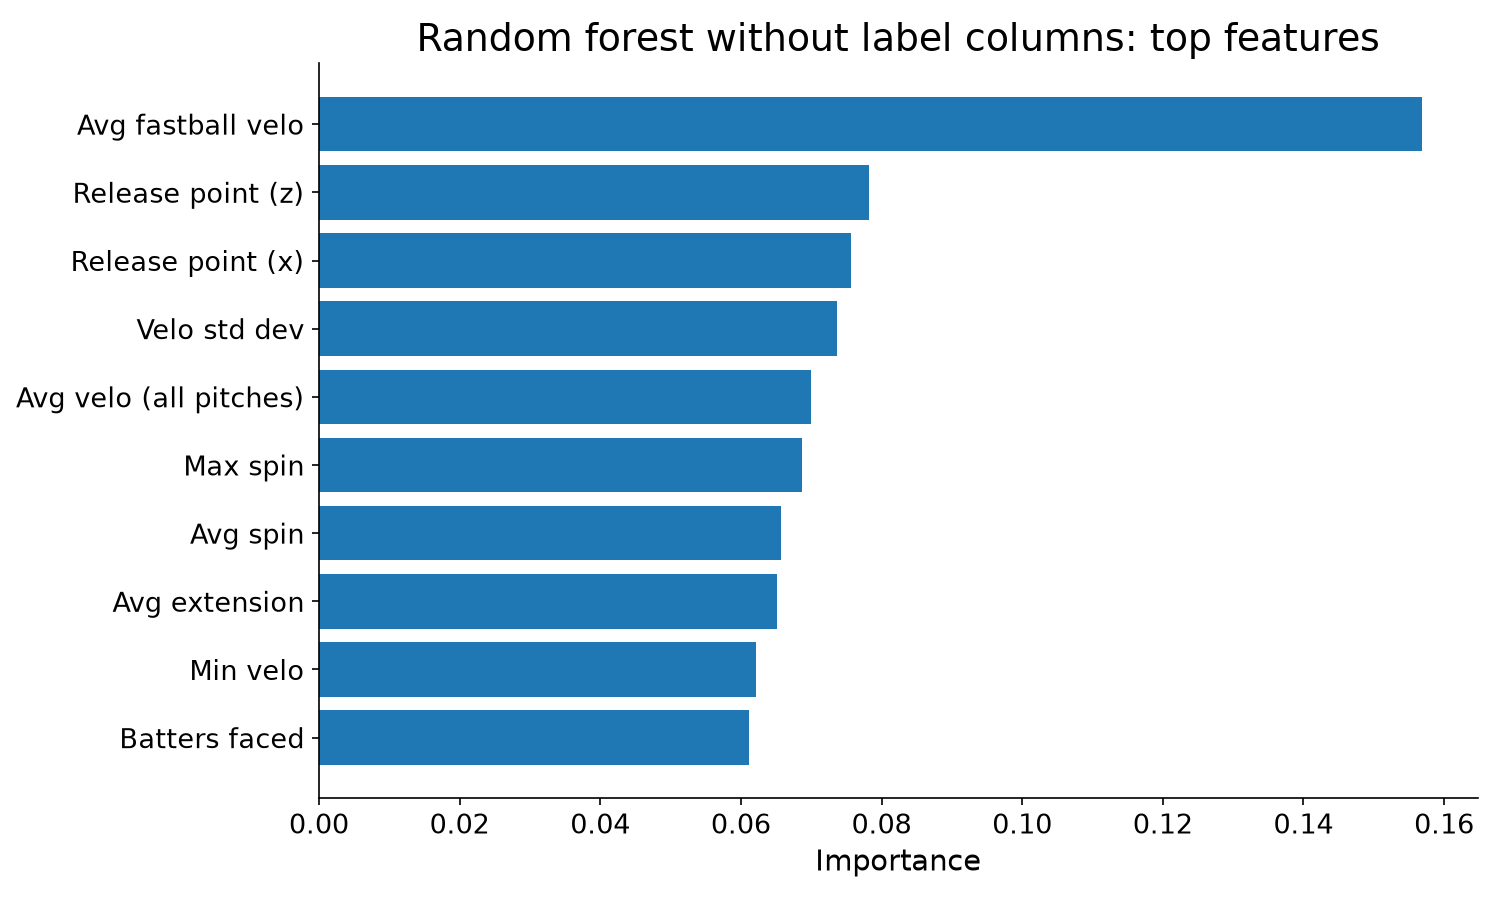 Random forest without label columns: top features
Avg fastball velo
Release point (z)
Release point (x)
Velo std dev
Avg velo (all pitches)
Max spin
Avg spin
Avg extension
Min velo
Batters faced
0.00 0.02 0.04 0.06 0.08 0.10 0.12 0.14 0.16
Importance